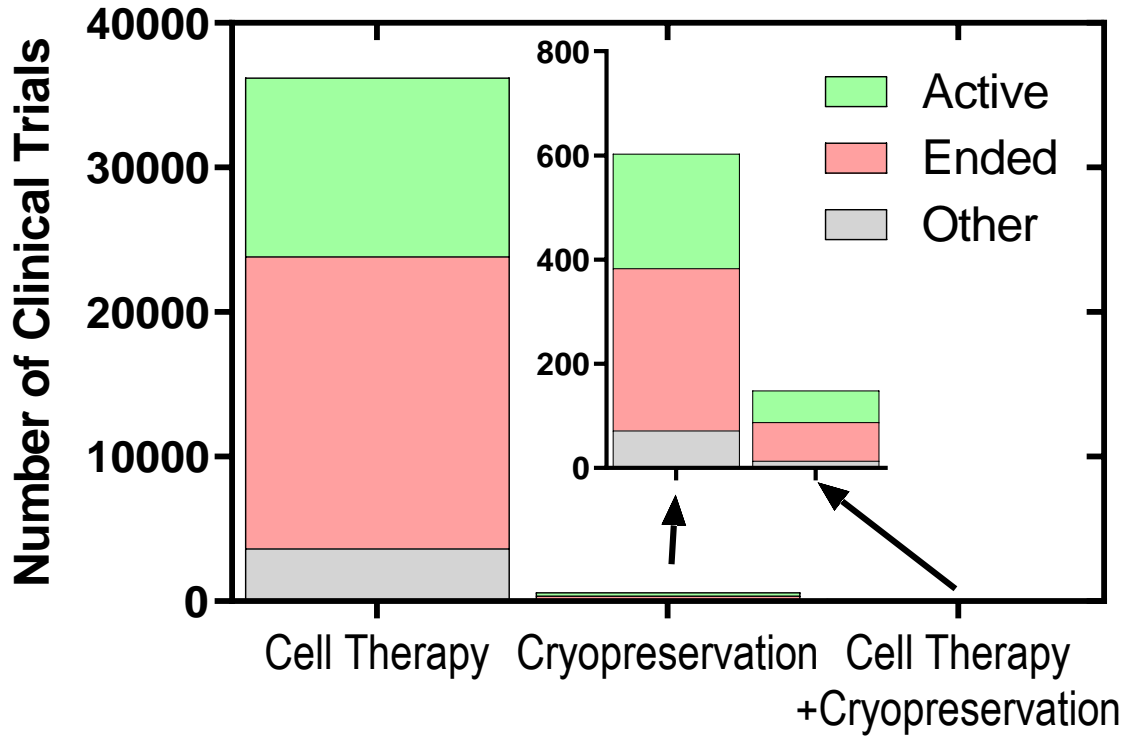 Number of Clinical Trials
40000
30000
20000
10000
0
800
600
400
200
0
Active
Ended
Other
Cell Therapy
Cryopreservation
Cell Therapy
+Cryopreservation